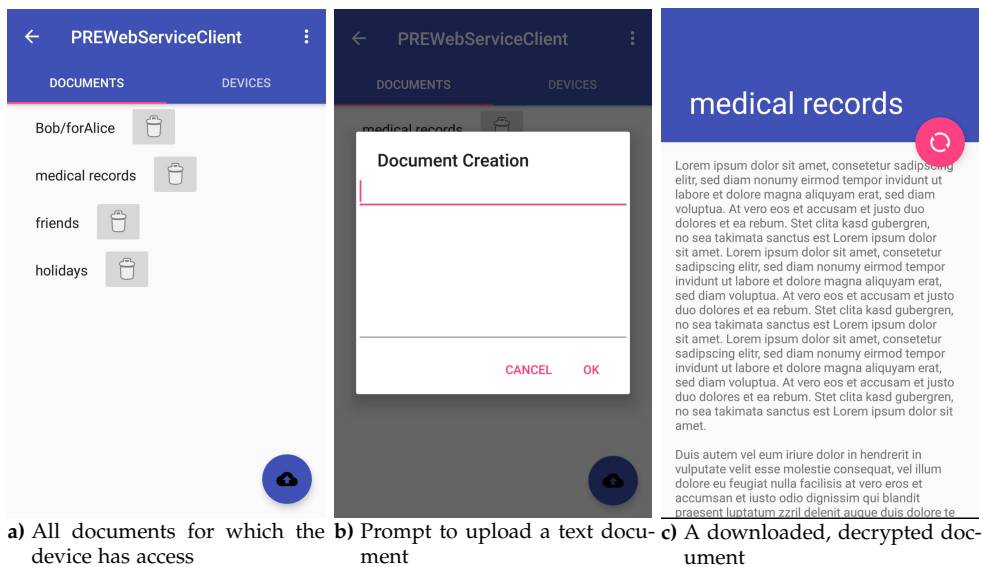 PREWebServiceClient
DOCUMENTS DEVICES
Bob/forAlice
medical records
friends
holidays
a) All documents for which the
device has access
PREWebServiceClient
DOCUMENTS DEVICES
medical records
Document Creation
CANCEL OK
b) Prompt to upload a text docu-
ment
medical records
Lorem ipsum dolor sit amet, consetetur sadipscing
elitr, sed diam nonumy eirmod tempor invidunt ut
labore et dolore magna aliquyam erat, sed diam
voluptua. At vero eos et accusam et justo duo
dolores et ea rebum. Stet clita kasd gubergren,
no sea takimata sanctus est Lorem ipsum dolor
sit amet. Lorem ipsum dolor sit amet, consetetur
sadipscing elitr, sed diam nonumy eirmod tempor
invidunt ut labore et dolore magna aliquyam erat,
sed diam voluptua. At vero eos et accusam et justo
duo dolores et ea rebum. Stet clita kasd gubergren,
no sea takimata sanctus est Lorem ipsum dolor
sit amet. Lorem ipsum dolor sit amet, consetetur
sadipscing elitr, sed diam nonumy eirmod tempor
invidunt ut labore et dolore magna aliquyam erat,
sed diam voluptua. At vero eos et accusam et justo
duo dolores et ea rebum. Stet clita kasd gubergren,
no sea takimata sanctus est Lorem ipsum dolor sit
amet.
Duis autem vel eum iriure dolor in hendrerit in
vulputate velit esse molestie consequat, vel illum
dolore eu feugiat nulla facilisis at vero eros et
accumsan et iusto odio dignissim qui blandit
praesent luptatum zzril delenit augue duis dolore te
c) A downloaded, decrypted doc-
ument